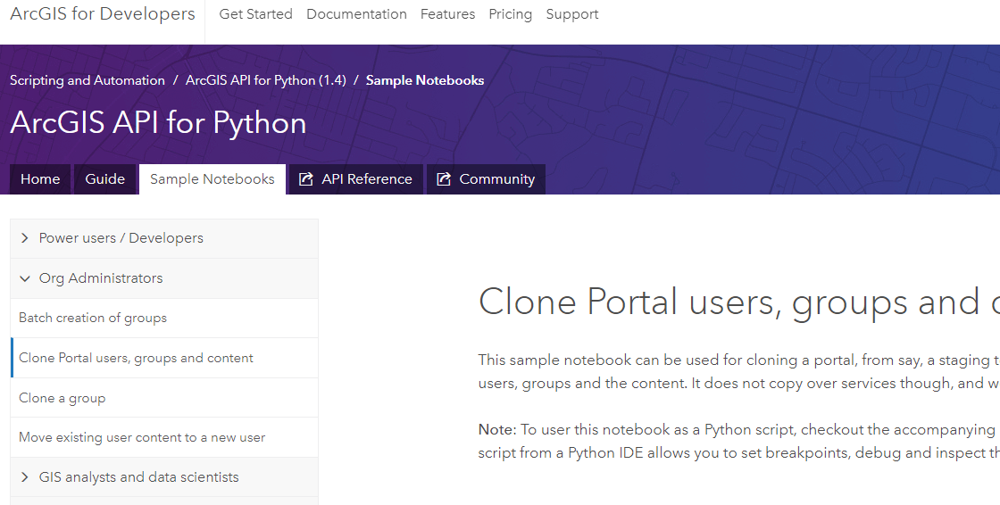 ArcGIS for Developers Get Started Documentation Features Pricing Support
Scripting and Automation / ArcGIS API for Python (1.4) / Sample Notebooks
ArcGIS API for Python
Home Guide Sample Notebooks API Reference Community
Power users / Developers
Org Administrators
Batch creation of groups
Clone Portal users, groups and content
Clone a group
Move existing user content to a new user
GIS analysts and data scientists
Clone Portal users, groups and
This sample notebook can be used for cloning a portal, from say, a staging
users, groups and the content. It does not copy over services though, and
Note: To user this notebook as a Python script, checkout the accompanying
script from a Python IDE allows you to set breakpoints, debug and inspect